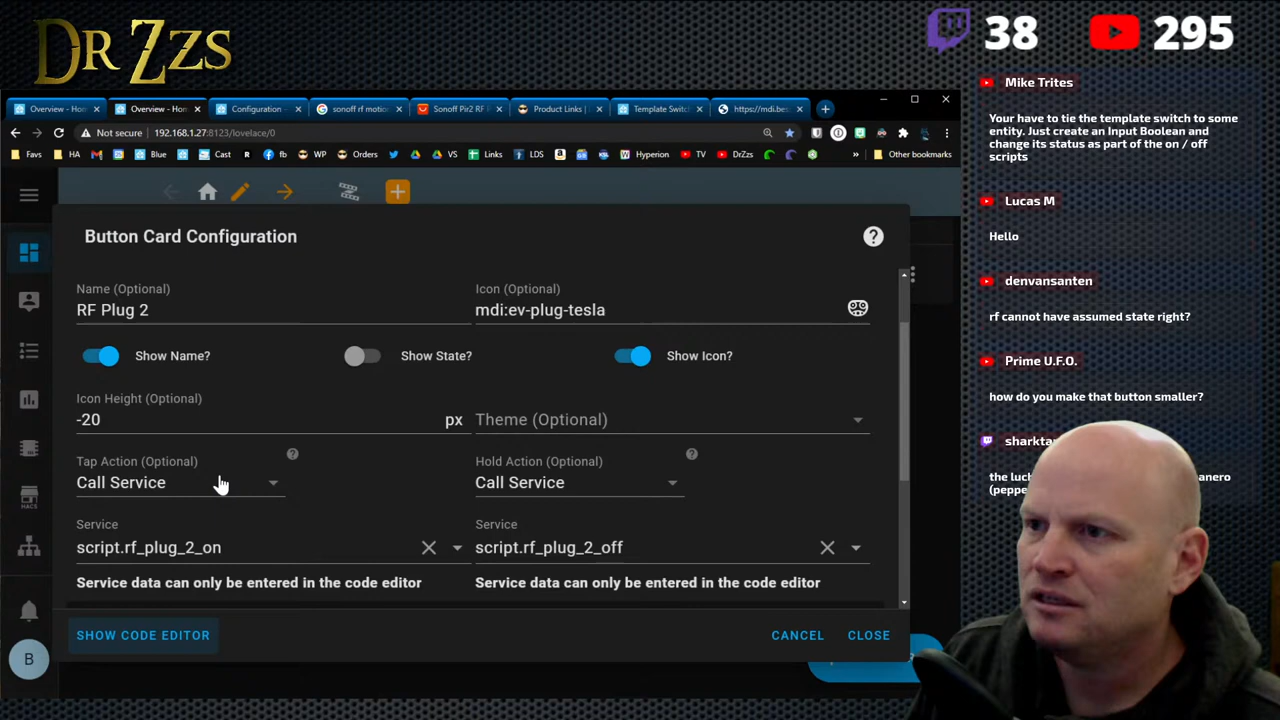 DR ZZS
38
295
Overview - Hom
Overview - Hom
Configuration -
sonoff rf motion
Sonoff Pir2 RF F
Product Links |
Template Switc
https://mdi.bes
Not secure
192.168.1.27:8123/lovelace/0
Favs
HA
Blue
Cast
fb
WP
Orders
VS
Links
LDS
WP
Hyperion
TV
DrZzs
»
Other bookmarks
Button Card Configuration
Name (Optional)
RF Plug 2
Icon (Optional)
mdi:ev-plug-tesla
Show Name?
Show State?
Show Icon?
Icon Height (Optional)
-20
px
Theme (Optional)
Tap Action (Optional)
Call Service
Hold Action (Optional)
Call Service
Service
script.rf_plug_2_on
Service
script.rf_plug_2_off
Service data can only be entered in the code editor
Service data can only be entered in the code editor
SHOW CODE EDITOR
CANCEL
CLOSE
HACS
B
Mike Trites
Your have to tie the template switch to some
entity. Just create an Input Boolean and
change its status as part of the on / off
scripts
Lucas M
Hello
denvansanten
rf cannot have assumed state right?
Prime U.F.O.
how do you make that button smaller?
the luch